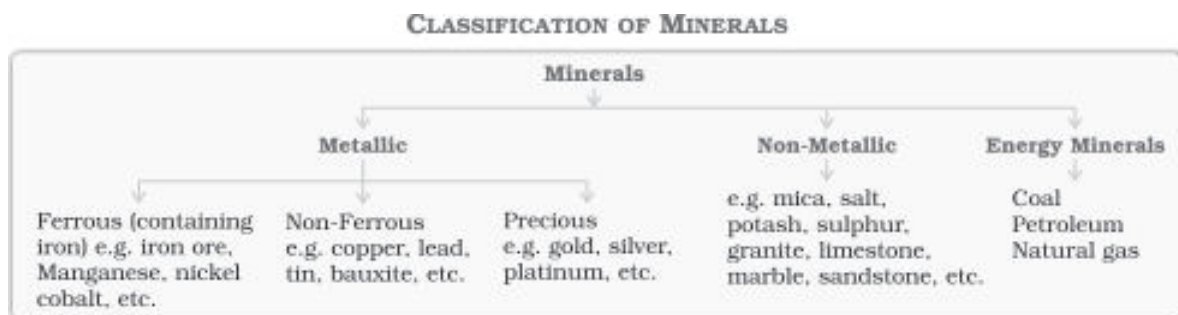 CLASSIFICATION OF MINERALS
Minerals
Metallic
Non-Metallic
Energy Minerals
Ferrous (containing
iron) e.g. iron ore,
Manganese, nickel
cobalt, etc.
Non-Ferrous
e.g. copper, lead,
tin, bauxite, etc.
Precious
e.g. gold, silver,
platinum, etc.
e.g. mica, salt,
potash, sulphur,
granite, limestone,
marble, sandstone, etc.
Coal
Petroleum
Natural gas